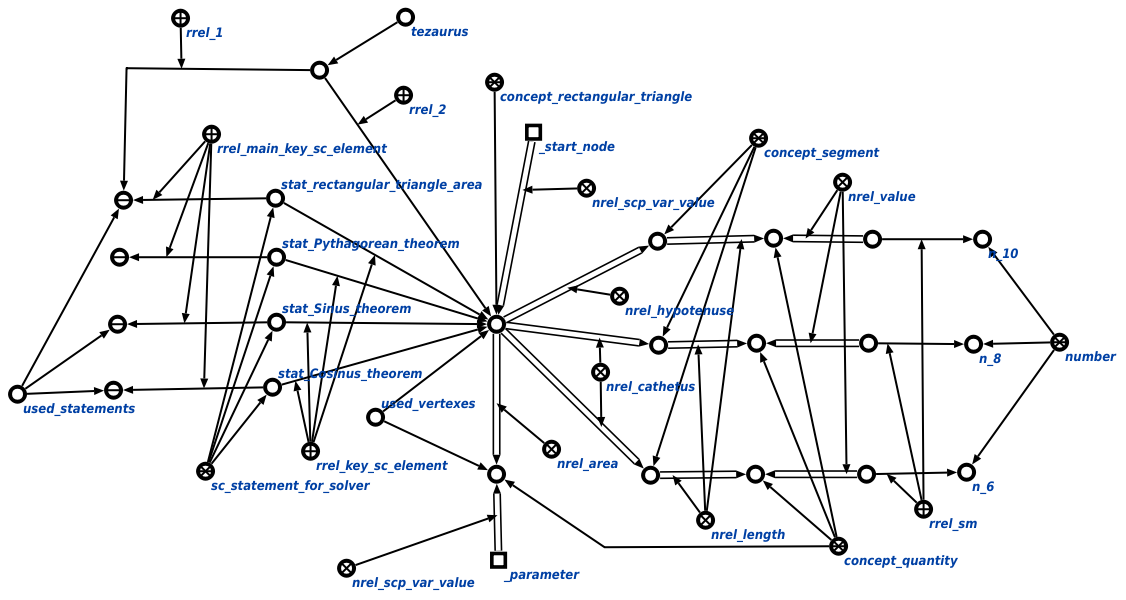 rrel_1
tezaurus
concept_rectangular_triangle
rrel_2
_start_node
rrel_main_key_sc_element
concept_segment
stat_rectangular_triangle_area
nrel_scp_var_value
nrel_value
stat_Pythagorean_theorem
n_10
stat_Sinus_theorem
nrel_hypotenuse
n_8
number
stat_Cosinus_theorem
nrel_cathetus
used_statements
used_vertexes
rrel_key_sc_element
nrel_area
sc_statement_for_solver
n_6
rrel_sm
nrel_length
concept_quantity
_parameter
nrel_scp_var_value